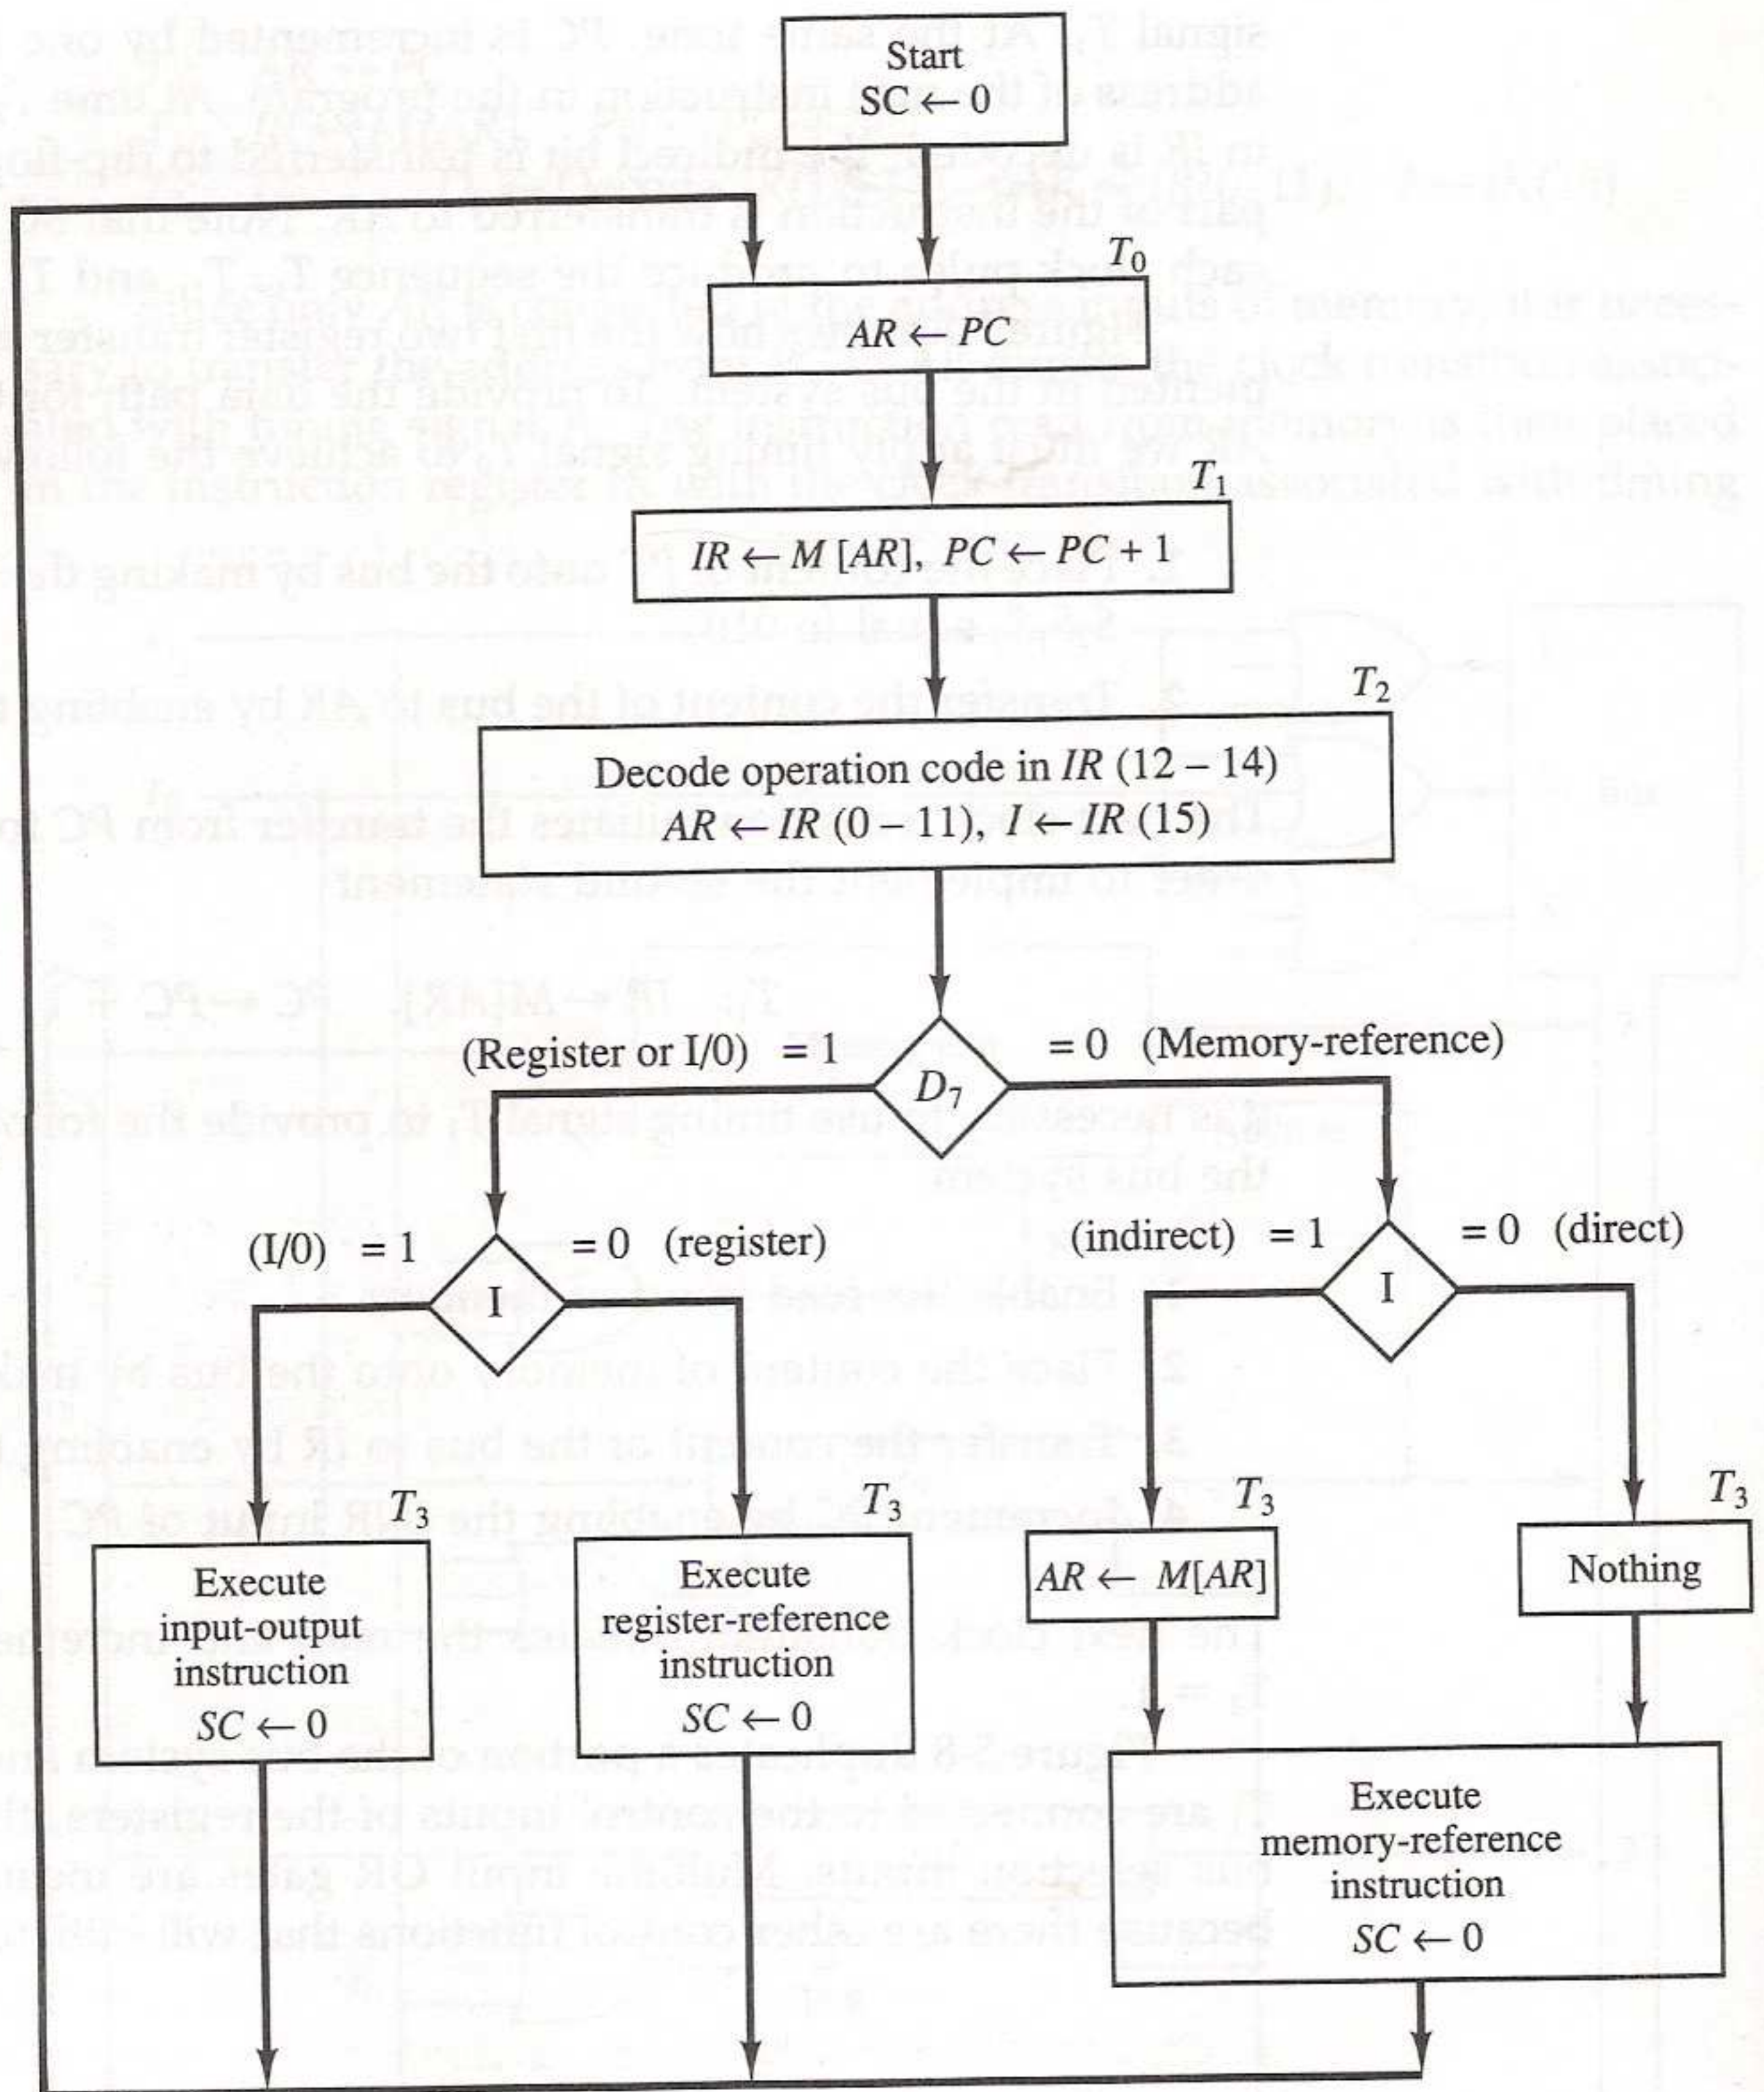 Start
SC ← 0
T0
AR ← PC
T1
IR ← M [AR], PC ← PC + 1
T2
Decode operation code in IR (12 – 14)
AR ← IR (0 – 11), I ← IR (15)
(Register or I/0) = 1
D7
= 0 (Memory-reference)
(I/0) = 1
I
= 0 (register)
(indirect) = 1
I
= 0 (direct)
T3
Execute
input-output
instruction
SC ← 0
T3
Execute
register-reference
instruction
SC ← 0
T3
AR ← M[AR]
T3
Nothing
Execute
memory-reference
instruction
SC ← 0